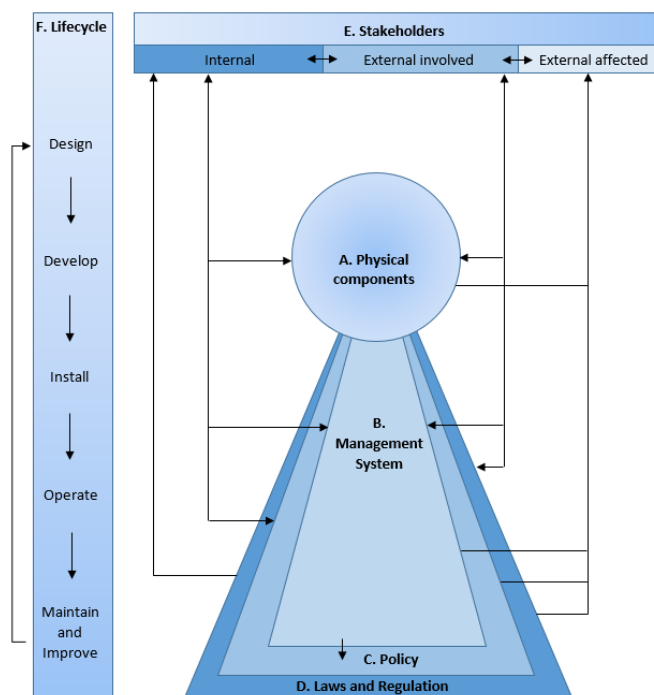 F. Lifecycle
E. Stakeholders
Internal
External involved
External affected
Design
Develop
Install
Operate
Maintain
and
Improve
A. Physical
components
B.
Management
System
C. Policy
D. Laws and Regulation